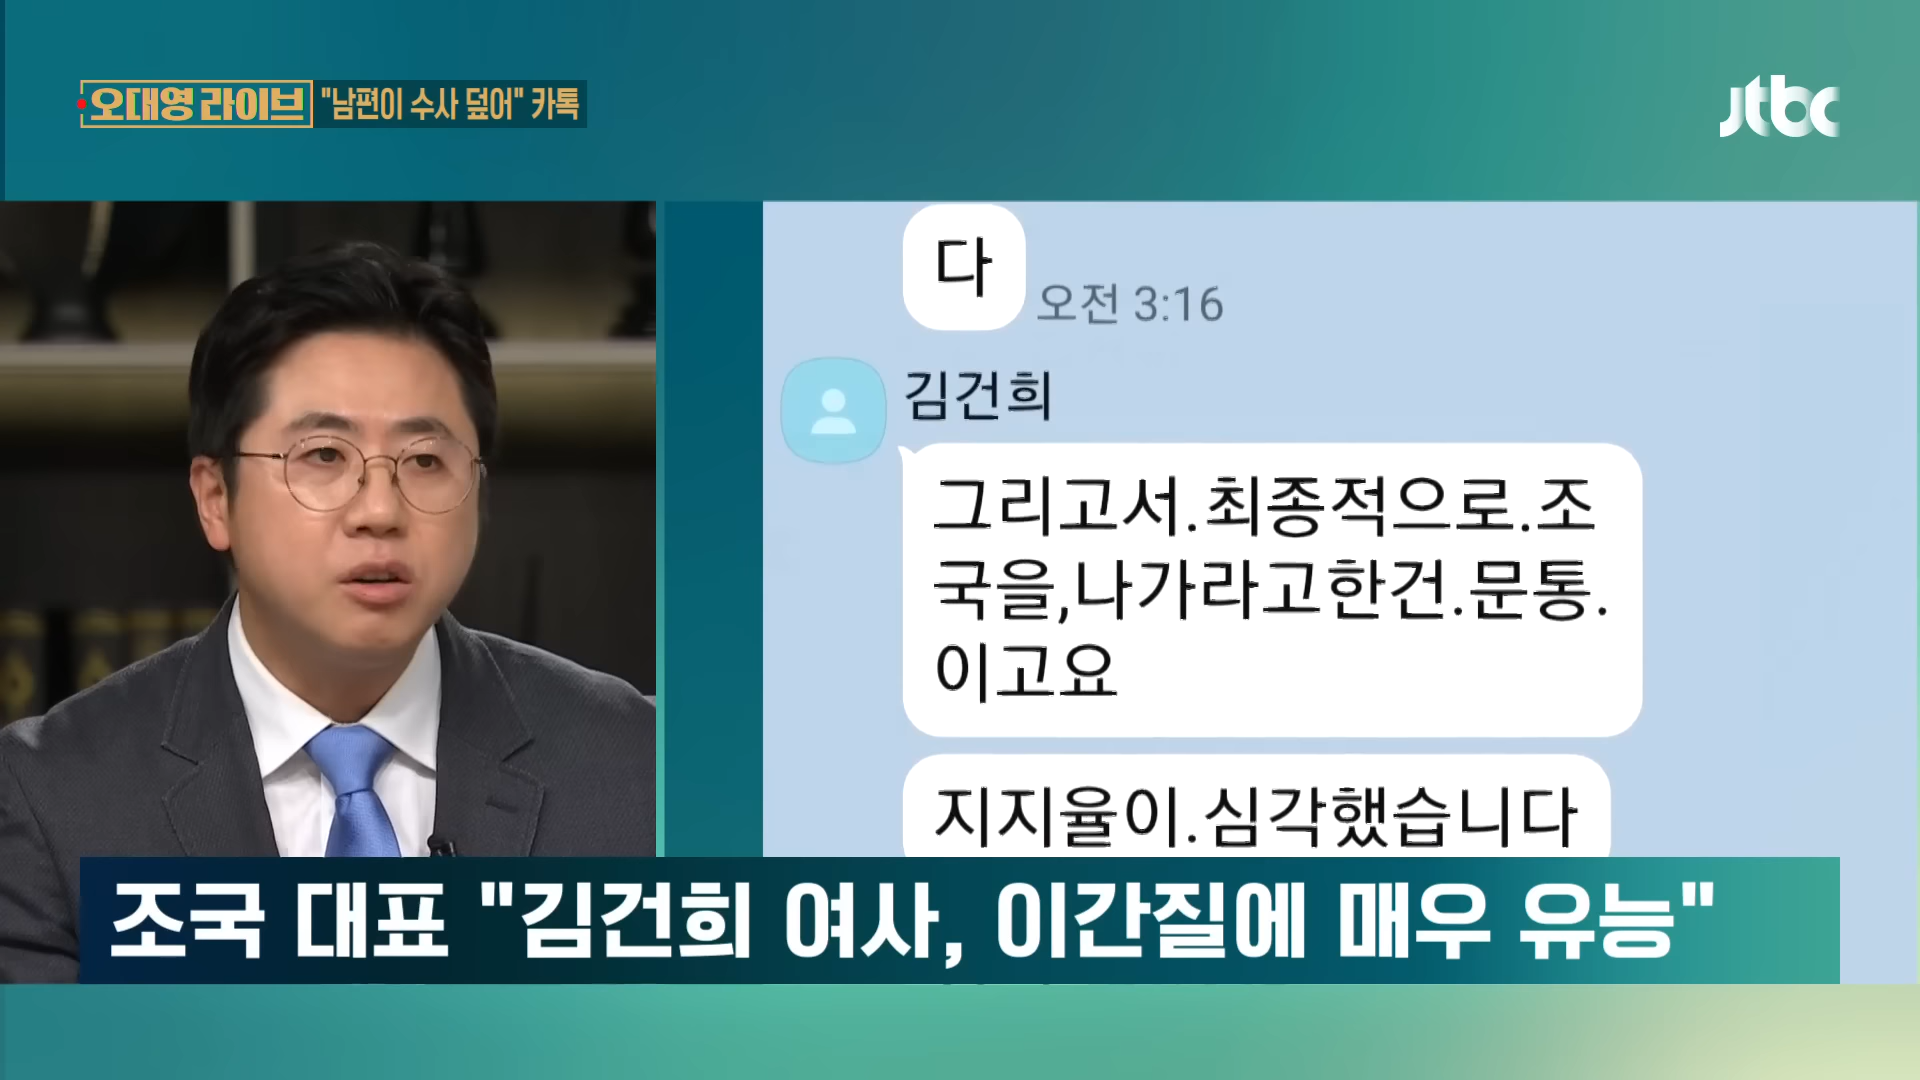 오대영 라이브 "남편이 수사 덮어" 카톡
jtbc
다
오전 3:16
김건희
그리고서.최종적으로.조
국을,나가라고한건.문통.
이고요
지지율이.심각했습니다
조국 대표 "김건희 여사, 이간질에 매우 유능"